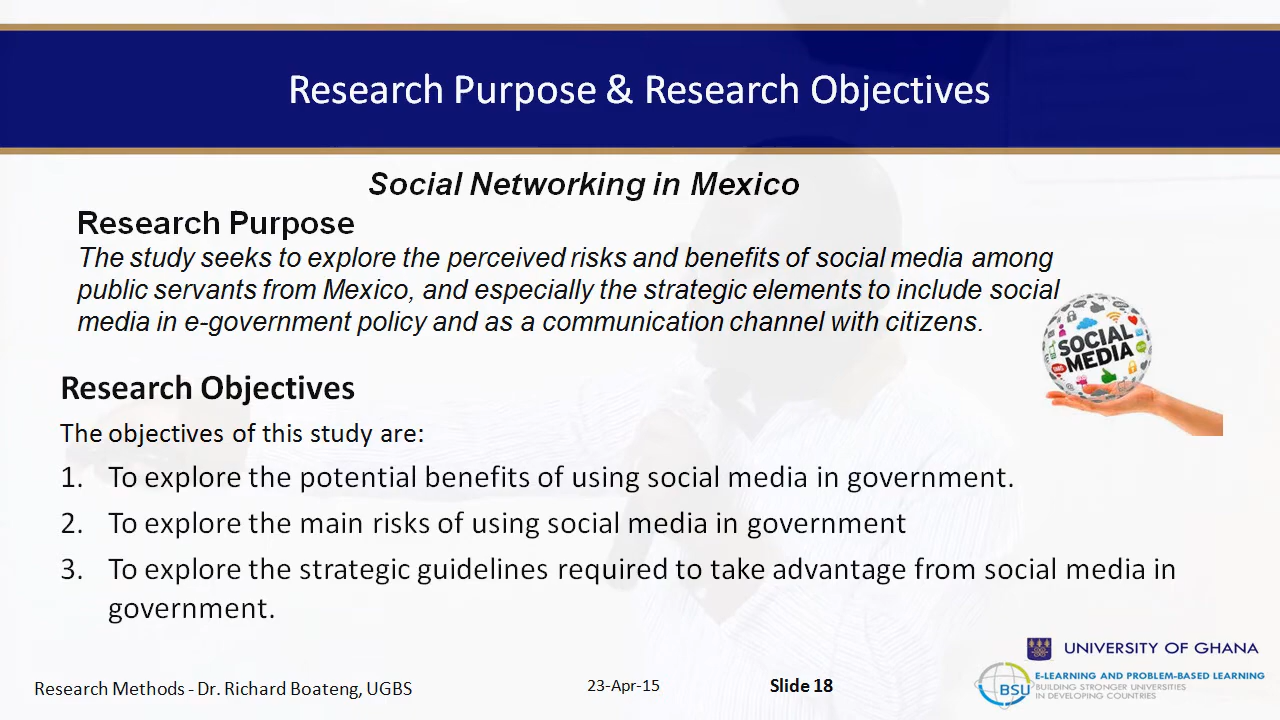 Research Purpose & Research Objectives
Social Networking in Mexico
Research Purpose
The study seeks to explore the perceived risks and benefits of social media among
public servants from Mexico, and especially the strategic elements to include social
media in e-government policy and as a communication channel with citizens.
SOCIAL
MEDIA
Research Objectives
The objectives of this study are:
1. To explore the potential benefits of using social media in government.
2. To explore the main risks of using social media in government
3. To explore the strategic guidelines required to take advantage from social media in
government.
UNIVERSITY OF GHANA
Research Methods - Dr. Richard Boateng, UGBS
23-Apr-15
Slide 18
BSU
E-LEARNING AND PROBLEM-BASED LEARNING
BUILDING STRONGER UNIVERSITIES
IN DEVELOPING COUNTRIES